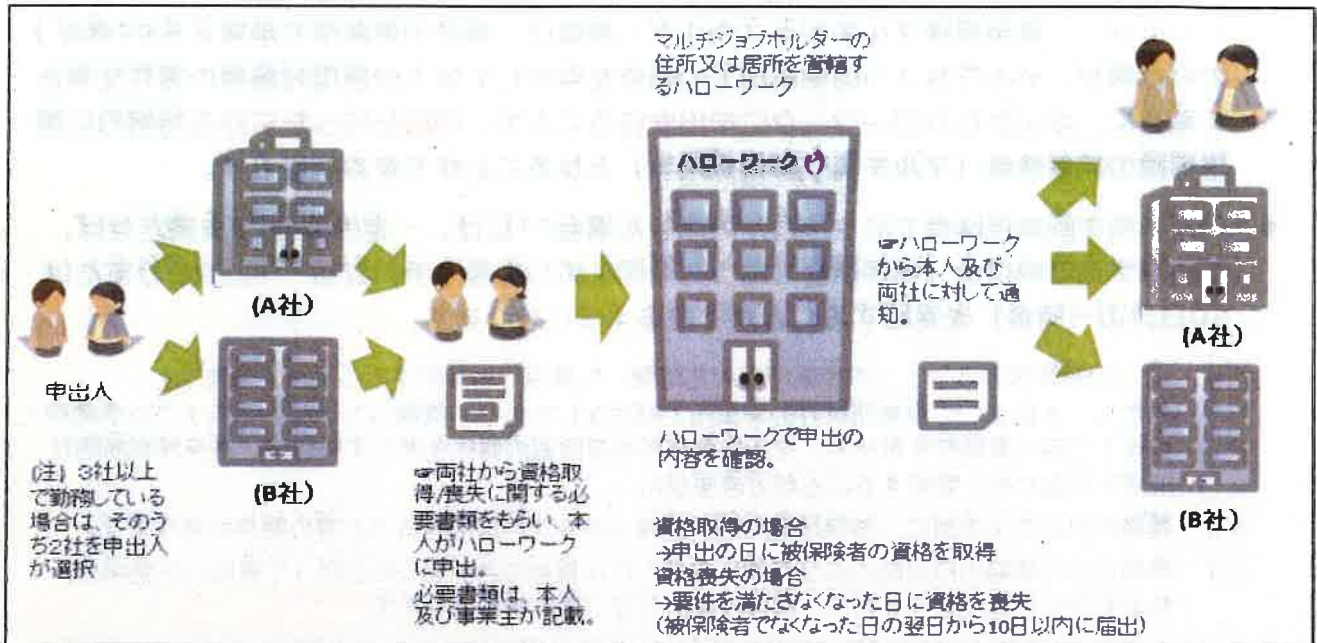 申出人
(注) 3社以上
で勤務している
場合は、そのう
ち2社を申出人
が選択
(A社)
(B社)
☞両社から資格取
得/喪失に関する必
要書類をもらい、本
人がハローワーク
に申出。
必要書類は、本人
及び事業主が記載。
マルチジョブホルダーの
住所又は居所を管轄す
るハローワーク
ハローワーク
ハローワークで申出の
内容を確認。
資格取得の場合
→申出の日に被保険者の資格を取得
資格喪失の場合
→要件を満たさなくなった日に資格を喪失
(被保険者でなくなった日の翌日から10日以内に届出)
☞ハローワーク
から本人及び
両社に対して通
知。
(A社)
(B社)